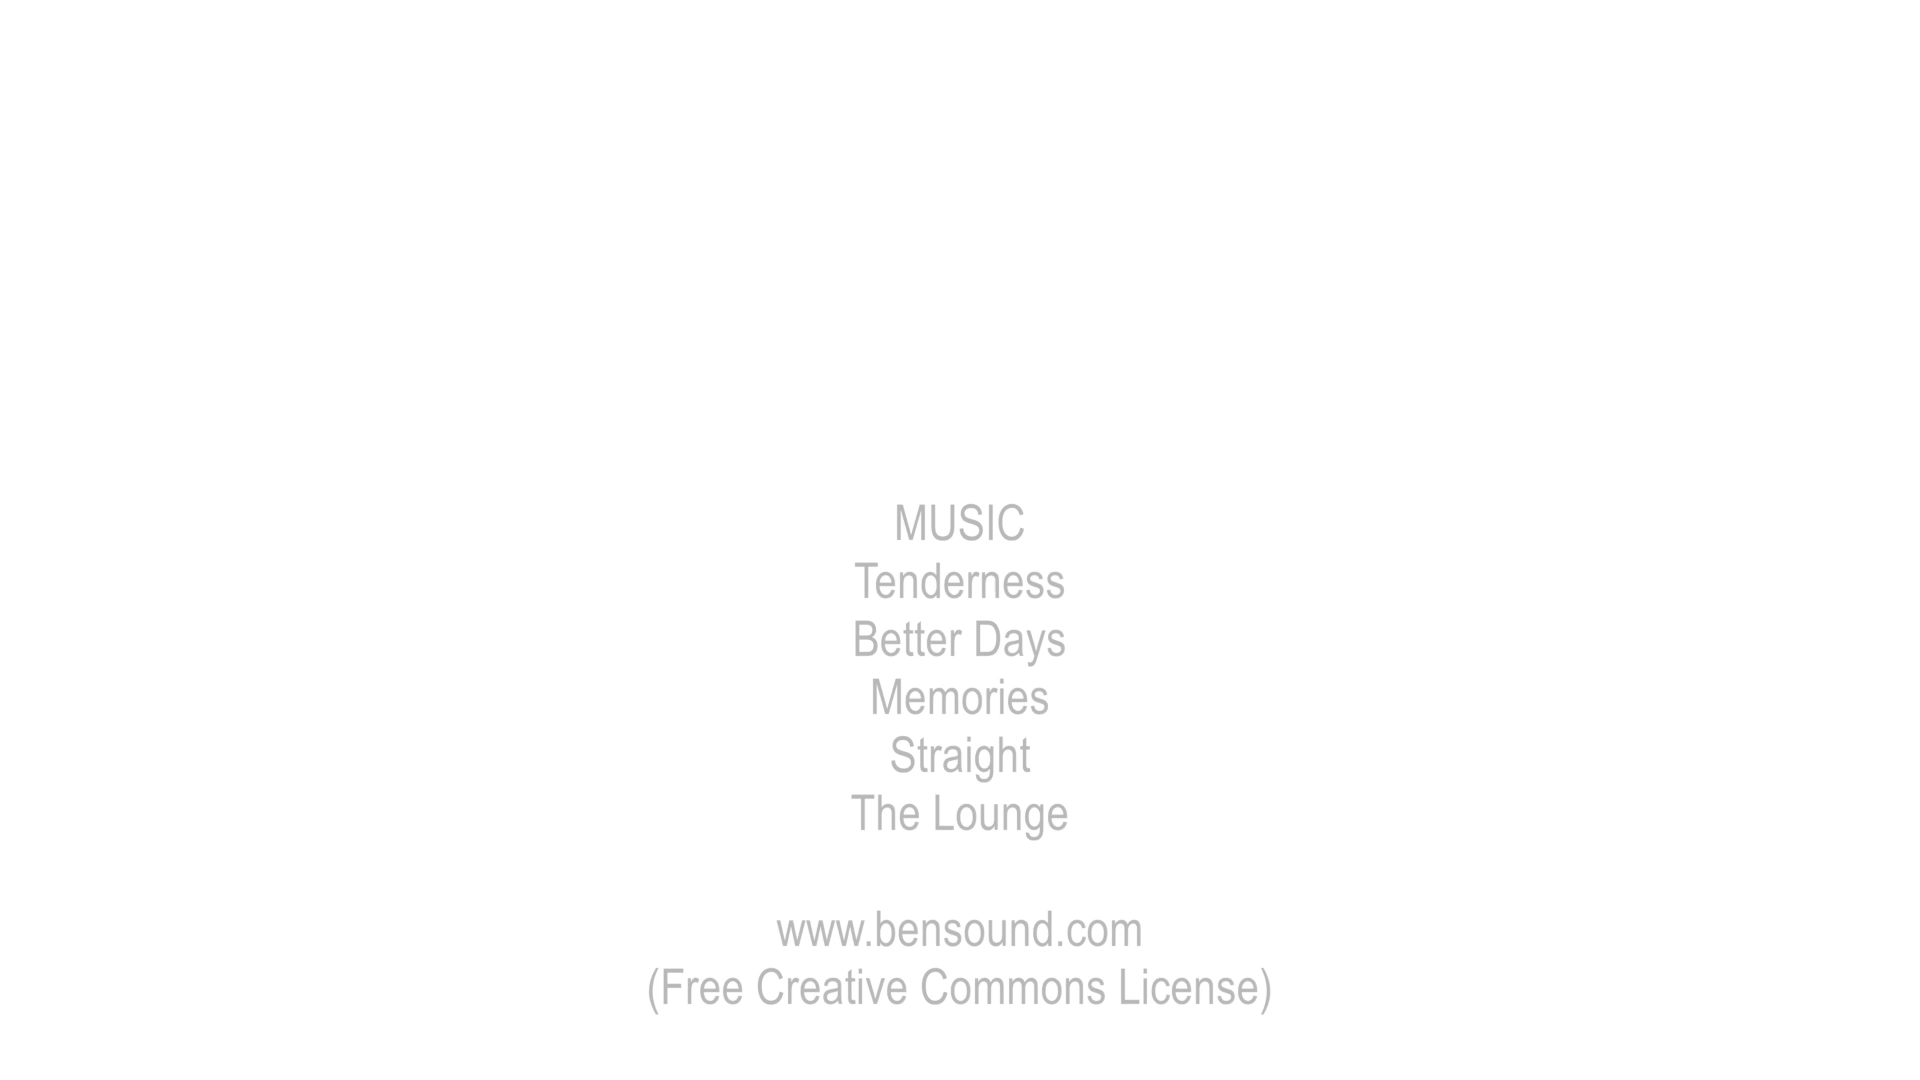 MUSIC
Tenderness
Better Days
Memories
Straight
The Lounge
www.bensound.com
(Free Creative Commons License)